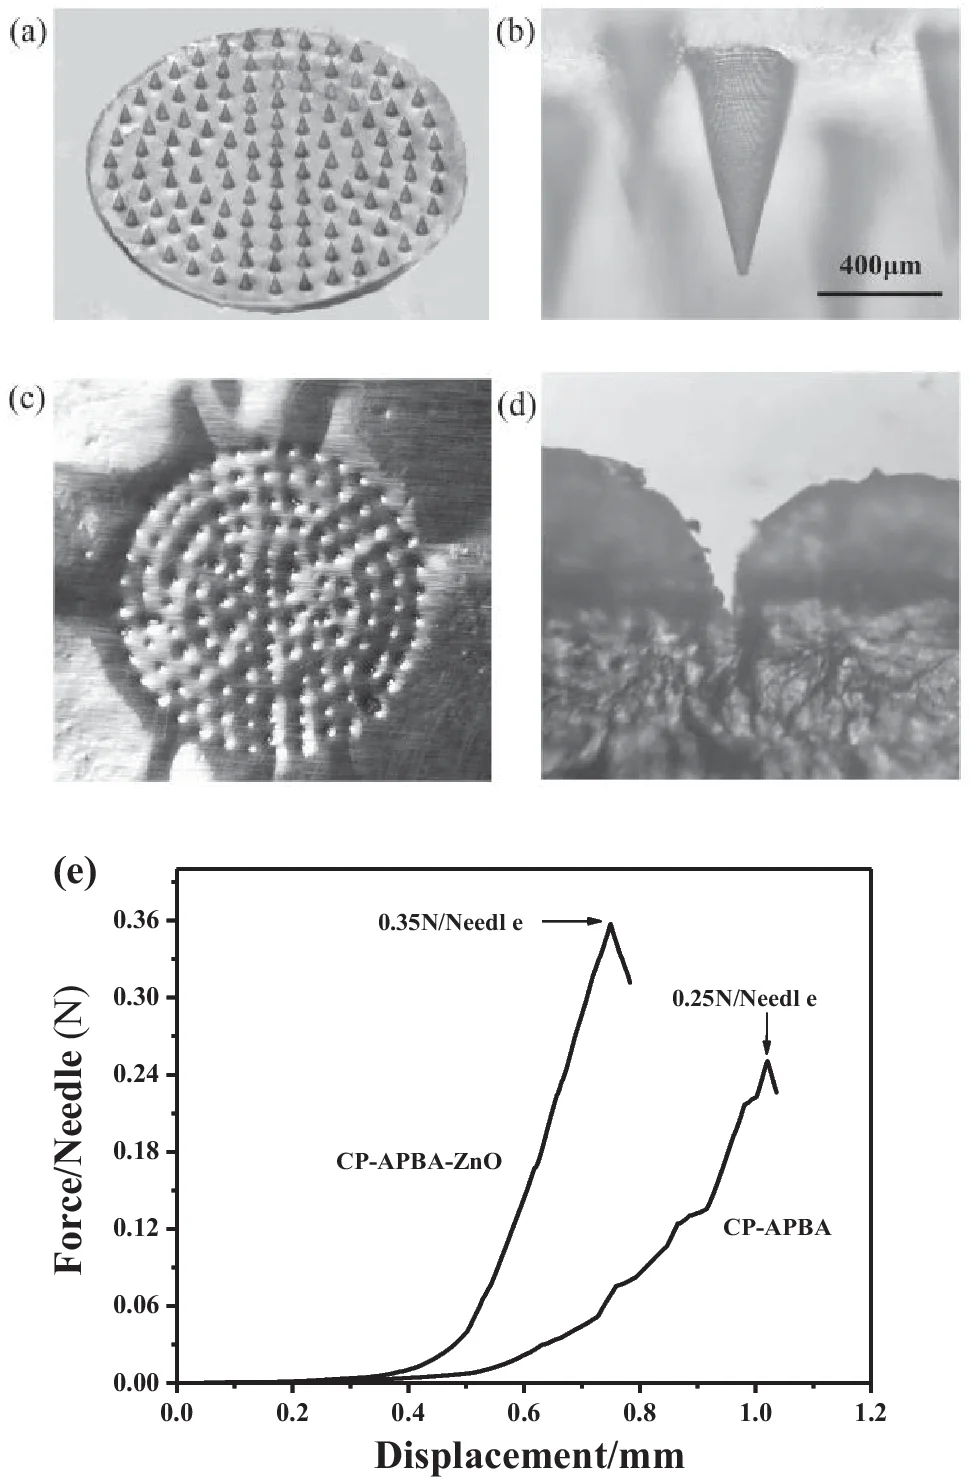 (a)
(b)
400μm
(c)
(d)
(e)
0.36
0.30
0.24
0.18
0.12
0.06
0.00
Force/Needle (N)
0.35N/Needl e
0.25N/Needl e
CP-APBA-ZnO
CP-APBA
0.0 0.2 0.4 0.6 0.8 1.0 1.2
Displacement/mm